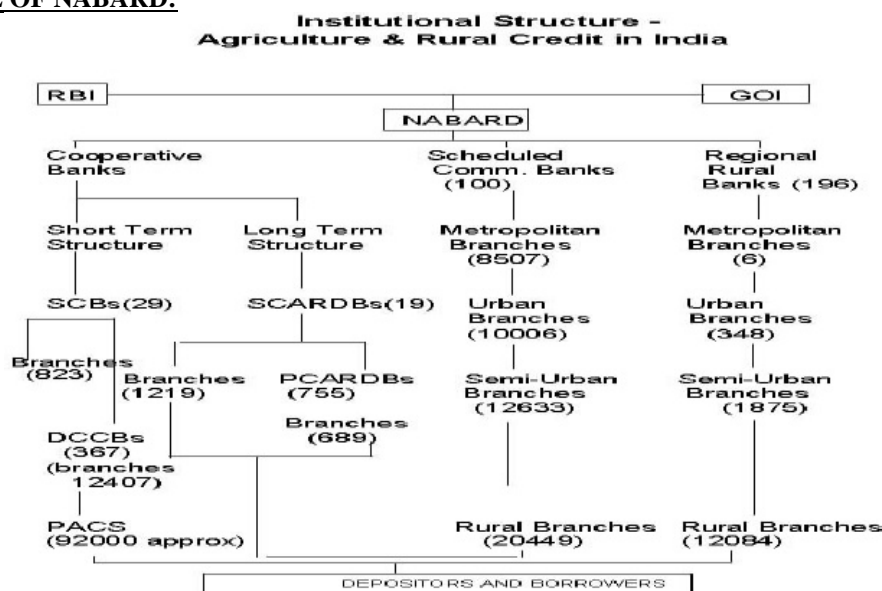 OF NABARD:
Institutional Structure -
Agriculture & Rural Credit in India
RBI
GOI
NABARD
Cooperative
Banks
Scheduled
Comm. Banks
(100)
Regional
Rural
Banks (196)
Short Term
Structure
Long Term
Structure
Metropolitan
Branches
(8507)
Metropolitan
Branches
(6)
SCBs(29)
SCARDBs(19)
Urban
Branches
(10006)
Urban
Branches
(348)
Branches
(823)
Branches
(1219)
PCARDBs
(755)
Semi-Urban
Branches
(12633)
Semi-Urban
Branches
(1875)
Branches
(689)
DCCBs
(367)
(branches
12407)
PACS
(92000 approx)
Rural Branches
(20449)
Rural Branches
(12084)
DEPOSITORS AND BORROWERS